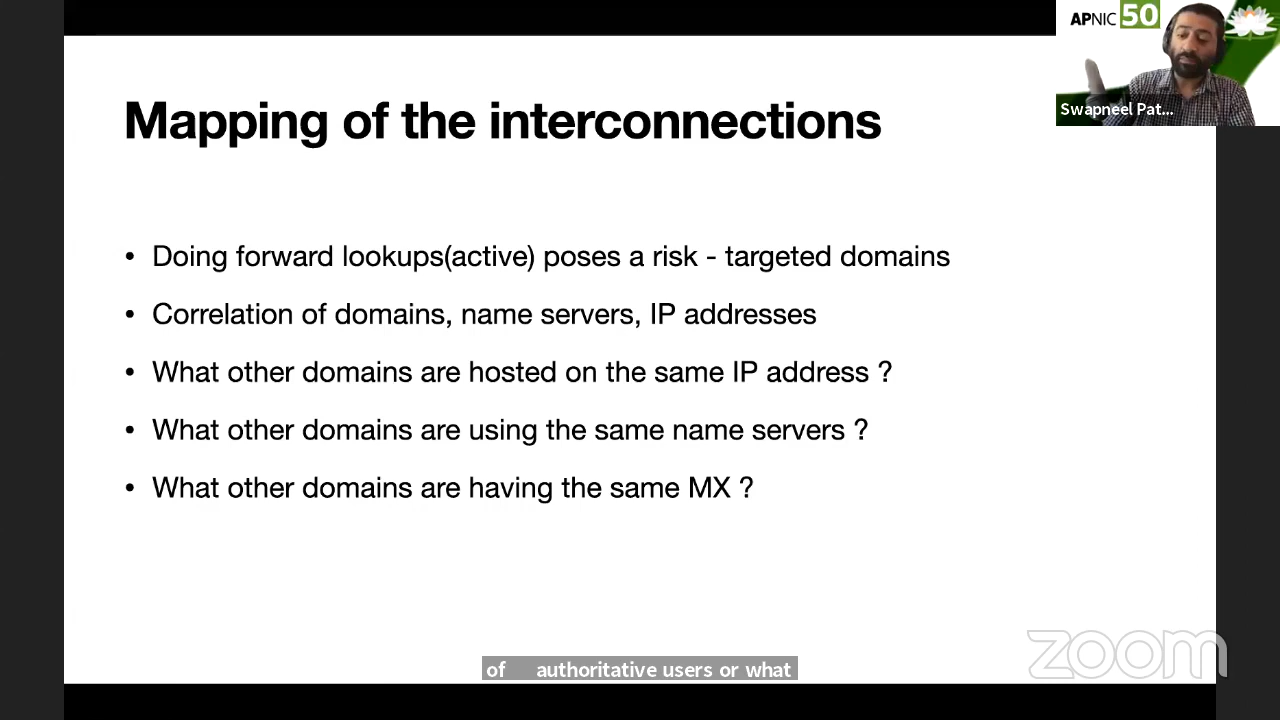 APNIC 50
Swapneel Pat...
Mapping of the interconnections
• Doing forward lookups(active) poses a risk - targeted domains
• Correlation of domains, name servers, IP addresses
• What other domains are hosted on the same IP address ?
• What other domains are using the same name servers ?
• What other domains are having the same MX ?
of authoritative users or what
zoom